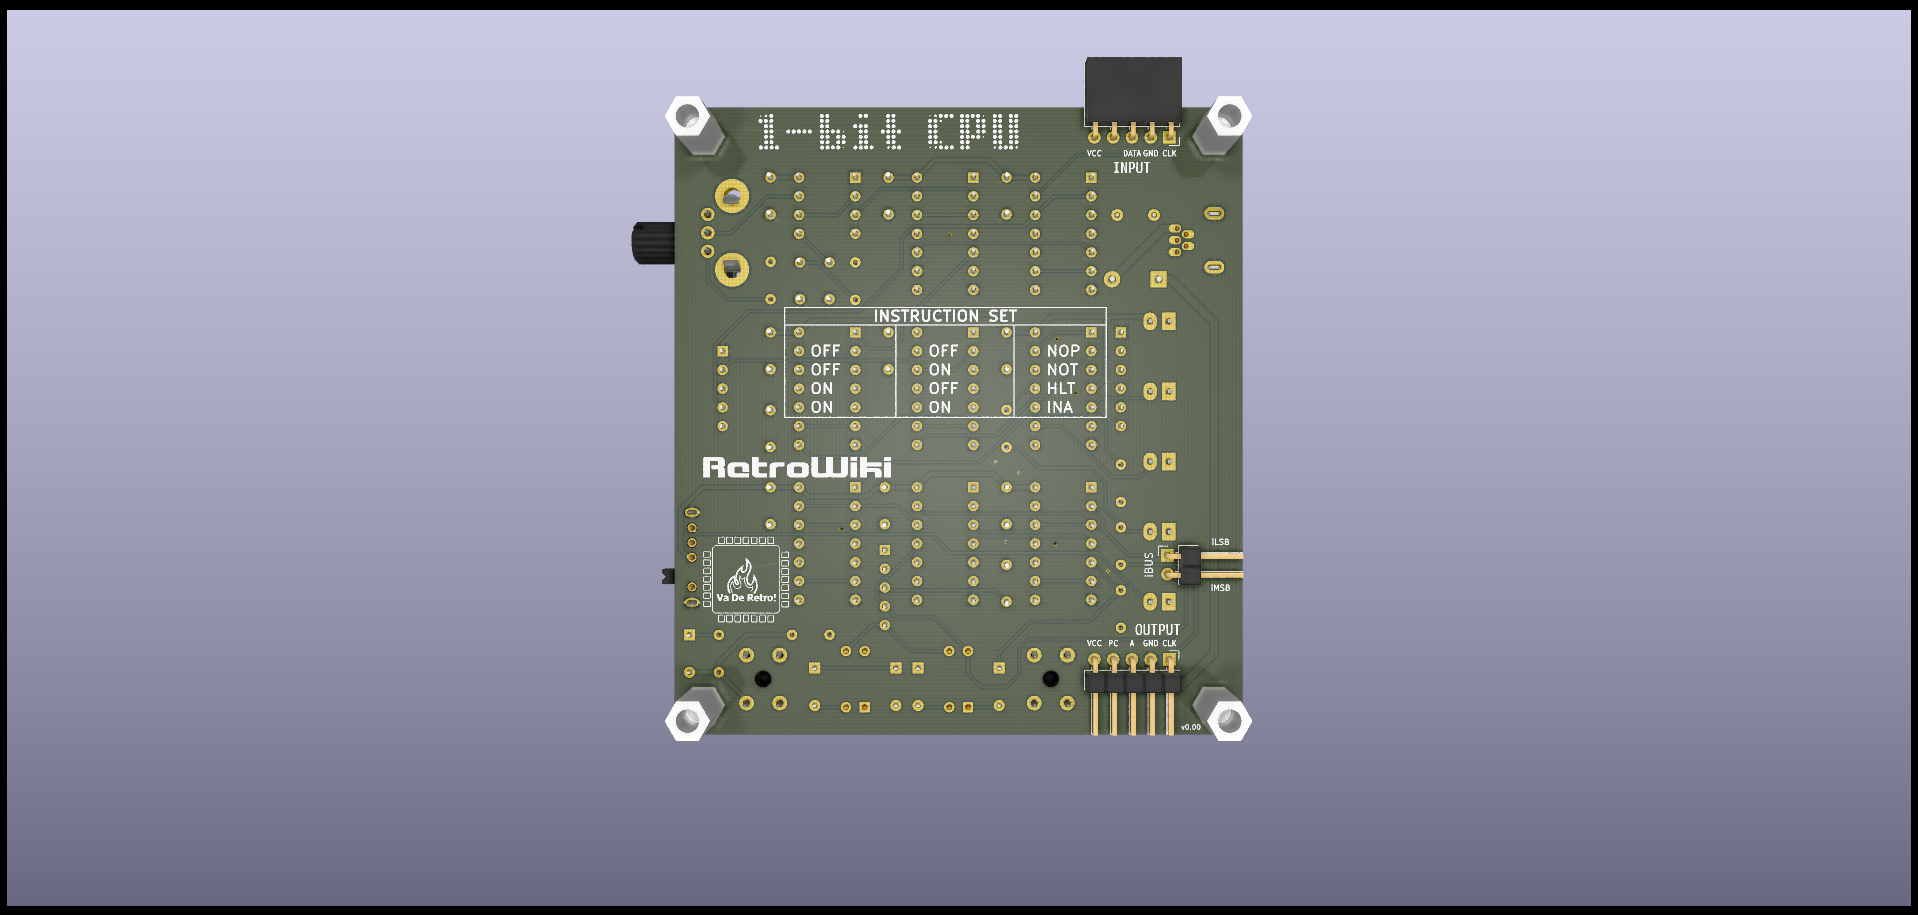 1-bit CPU
VCC DATA GND CLK
INPUT
INSTRUCTION SET
OFF OFF NOP
OFF ON NOT
ON OFF HLT
ON ON INA
RetroWiki
iLSB
iBUS
iMSB
Va De Retro!
OUTPUT
VCC PC A GND CLK
v0.00